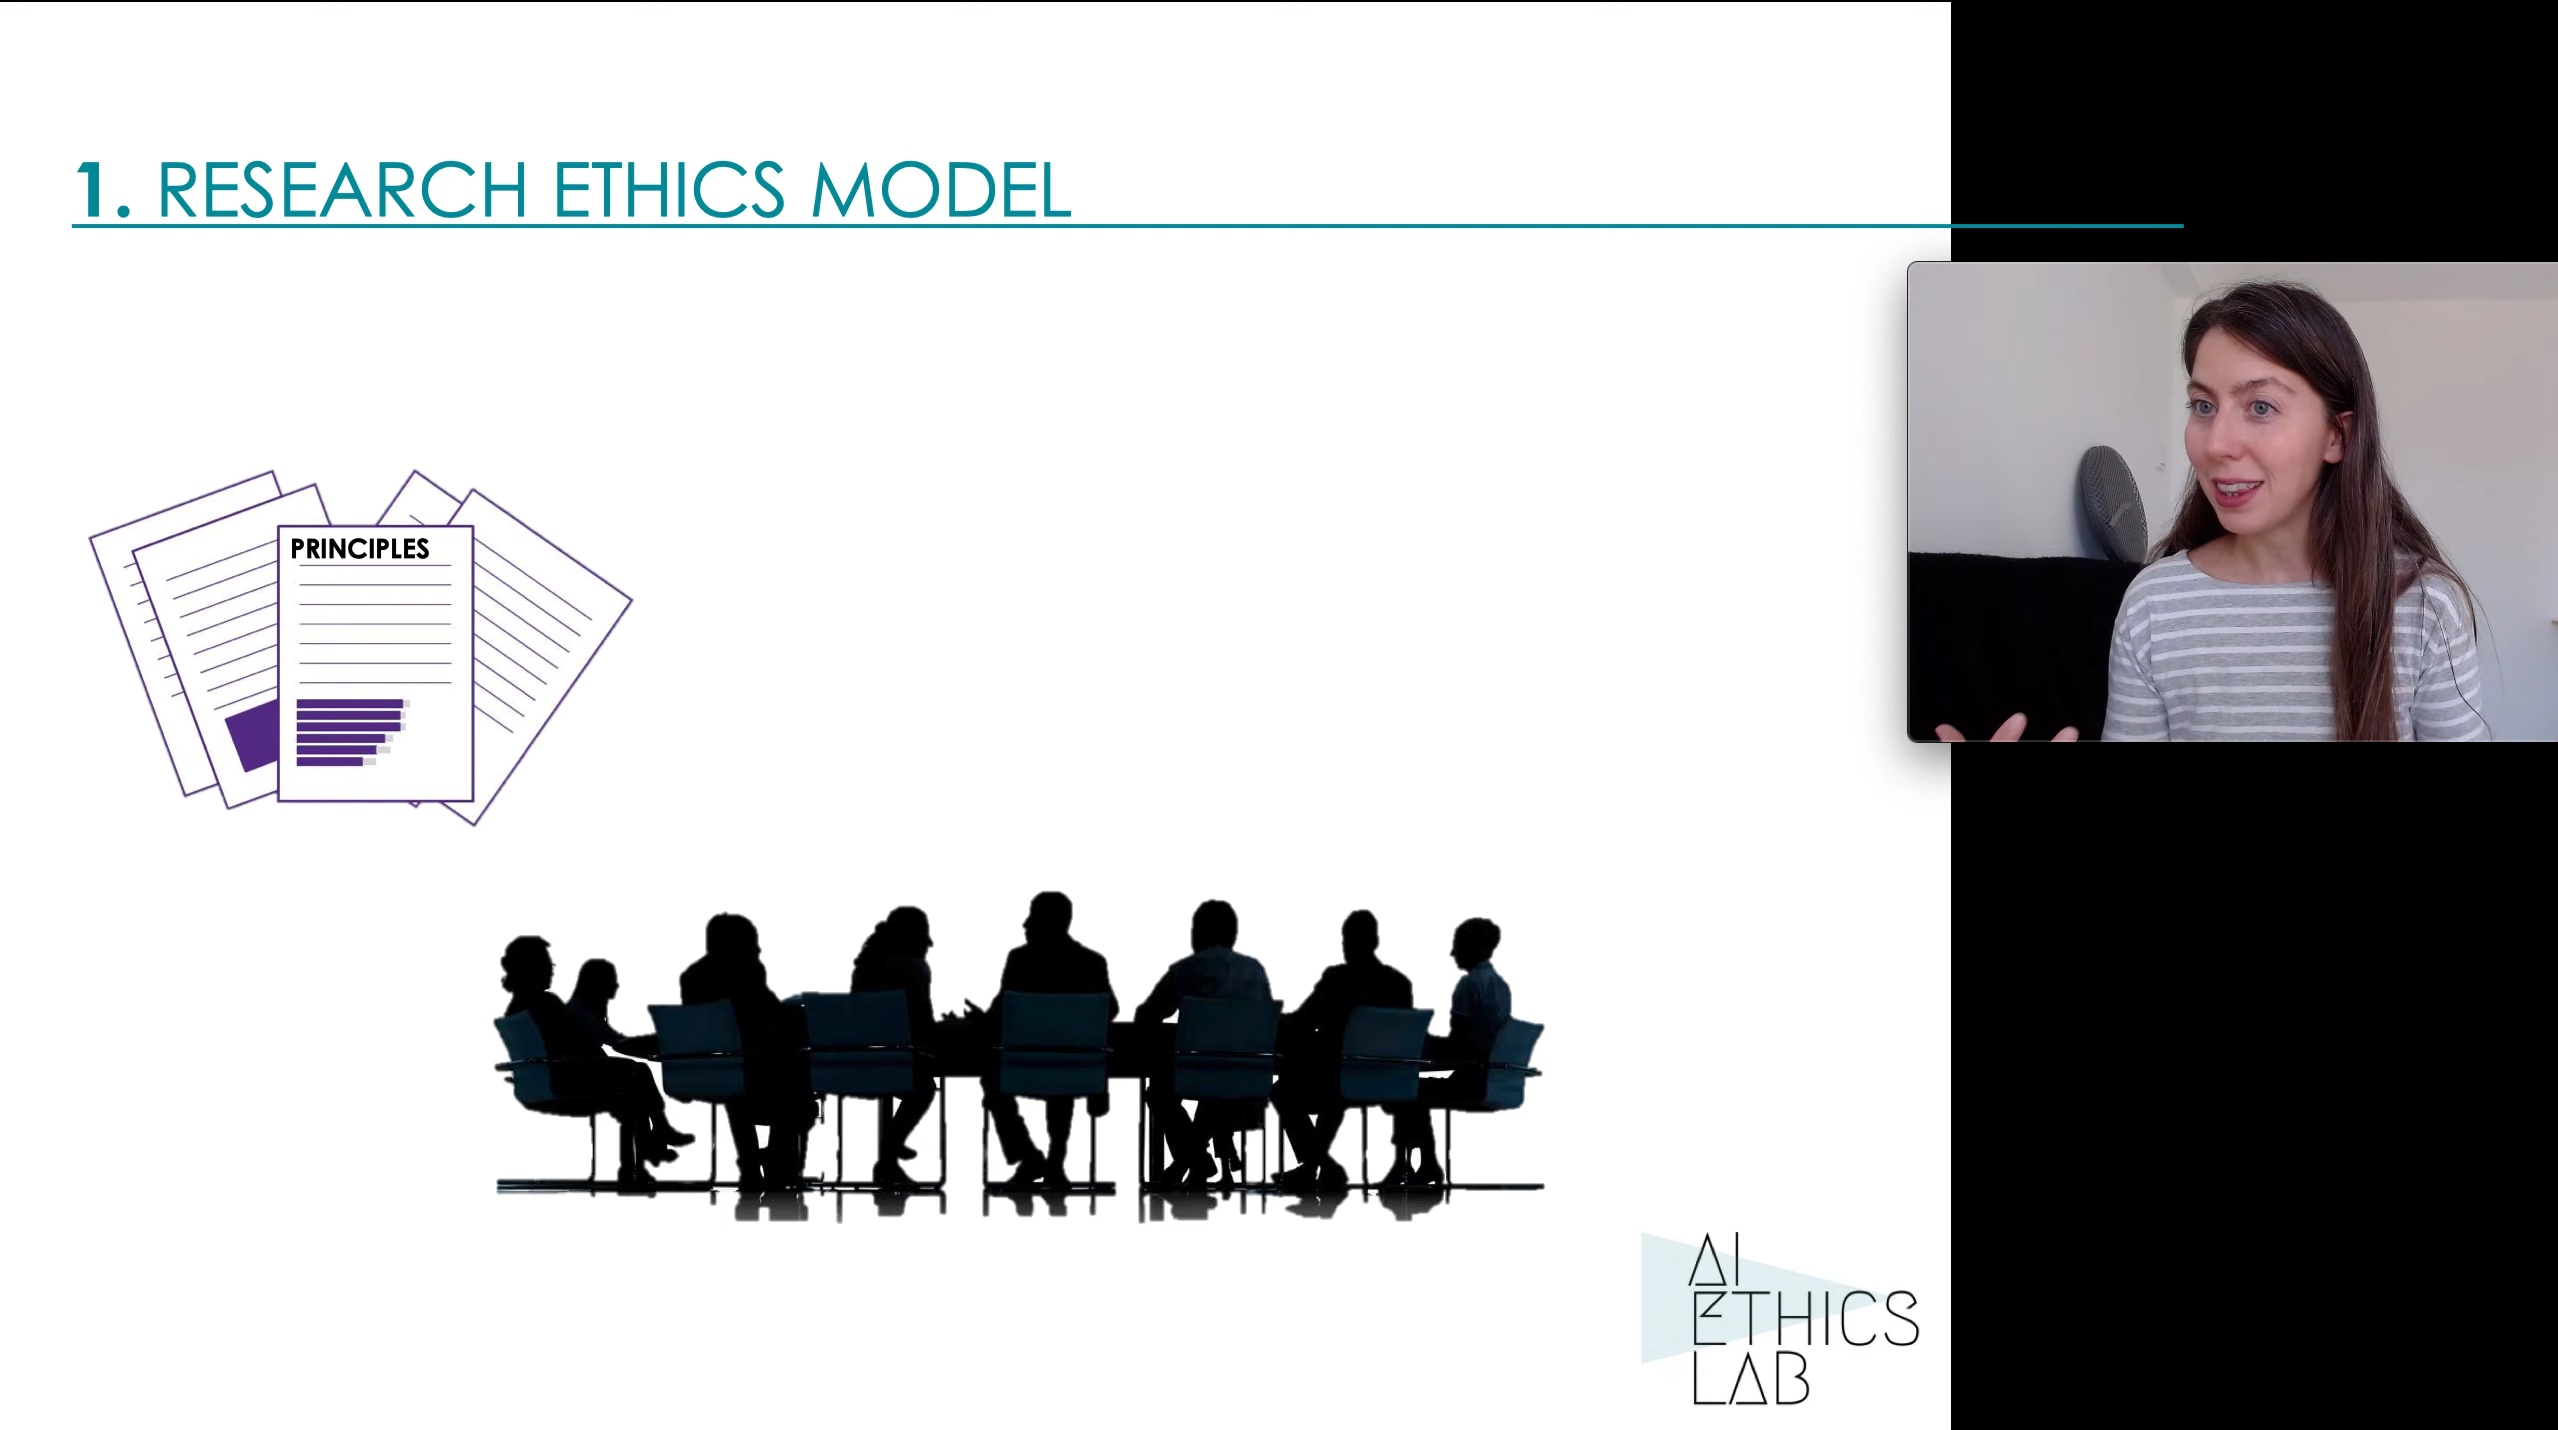 1. RESEARCH ETHICS MODEL
PRINCIPLES
AI
ETHICS
LAB